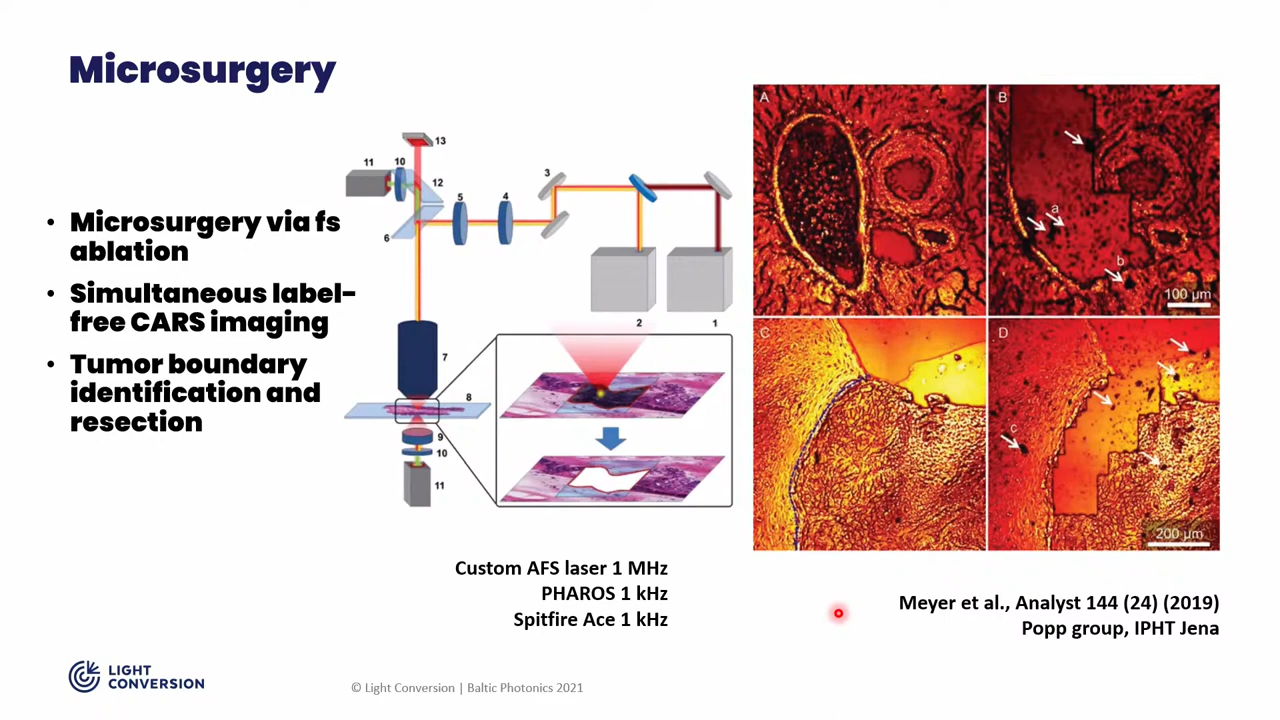 Microsurgery
• Microsurgery via fs
ablation
• Simultaneous label-
free CARS imaging
• Tumor boundary
identification and
resection
13
11
10
12
3
5
4
6
2
1
7
8
9
10
11
A
B
a
b
100 µm
C
D
c
200 µm
Custom AFS laser 1 MHz
PHAROS 1 kHz
Spitfire Ace 1 kHz
Meyer et al., Analyst 144 (24) (2019)
Popp group, IPHT Jena
LIGHT
CONVERSION
© Light Conversion | Baltic Photonics 2021